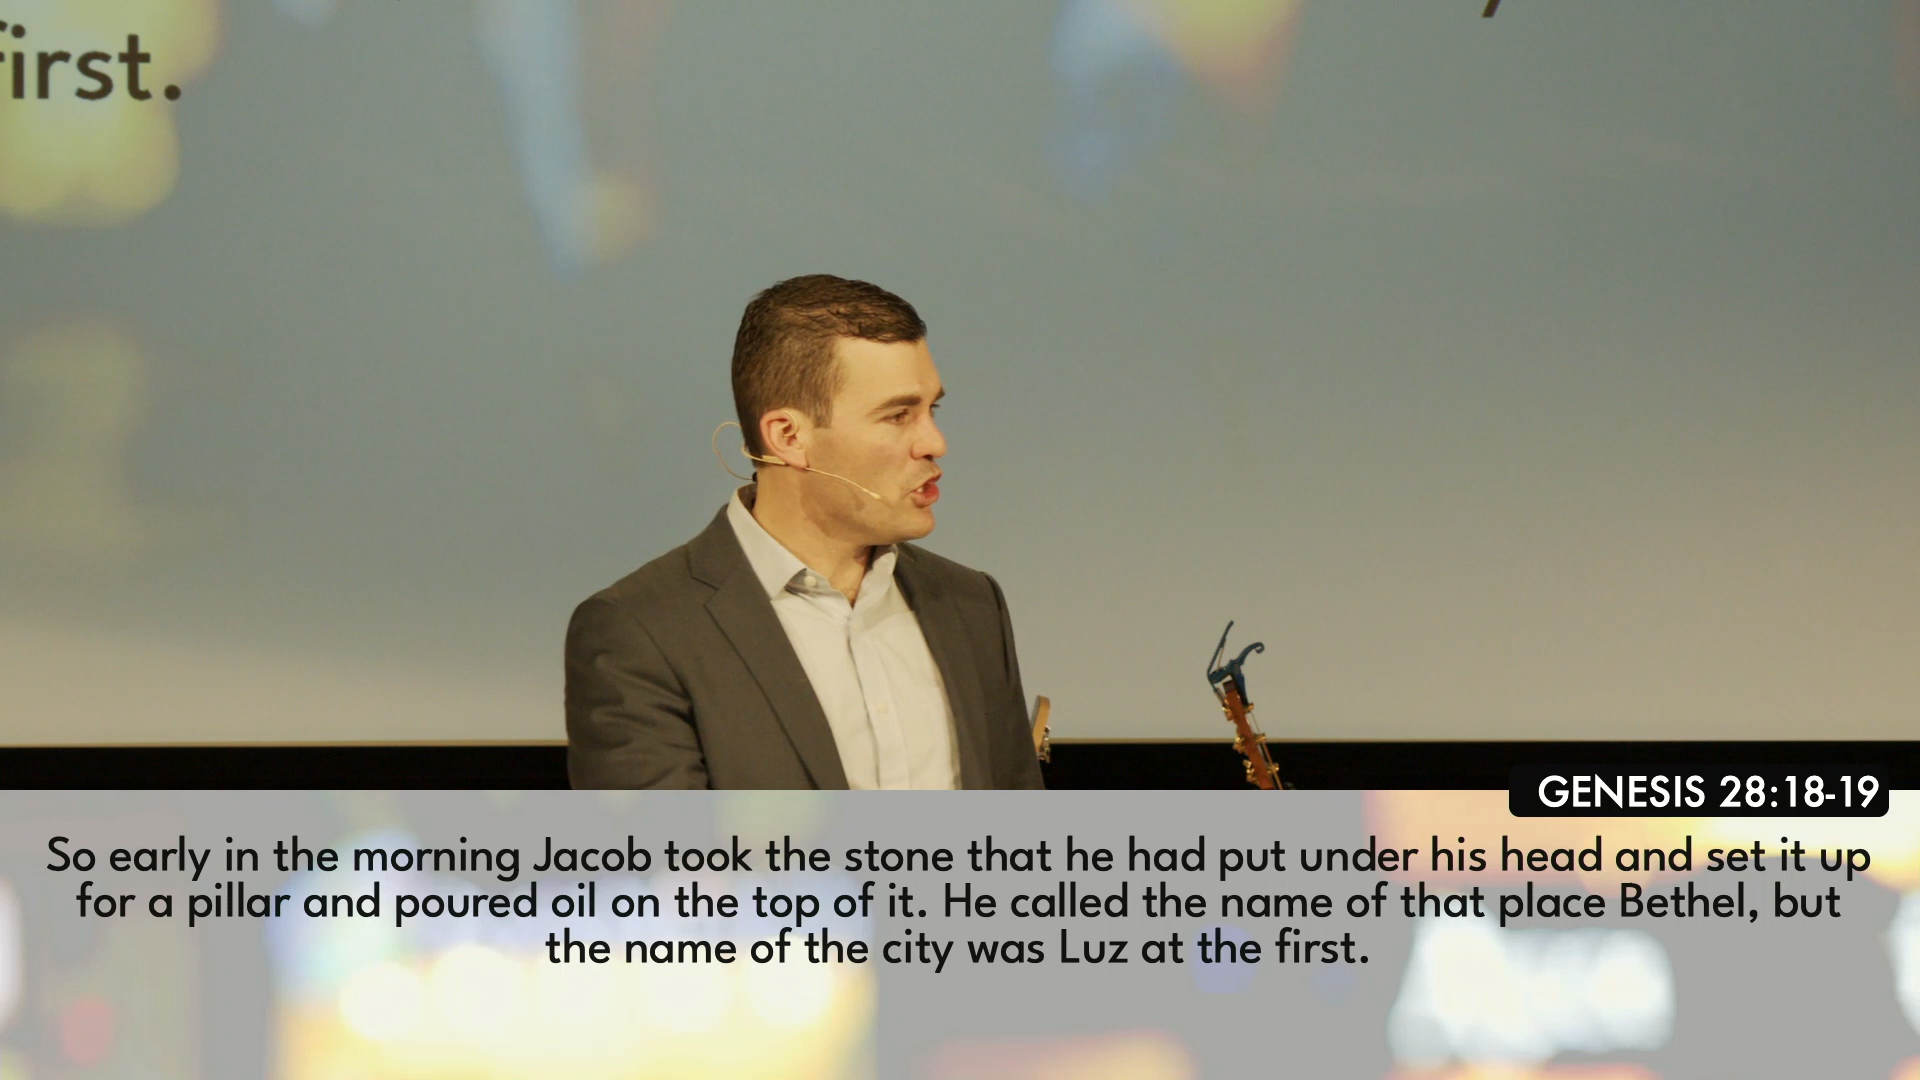 first.
GENESIS 28:18-19
So early in the morning Jacob took the stone that he had put under his head and set it up
for a pillar and poured oil on the top of it. He called the name of that place Bethel, but
the name of the city was Luz at the first.